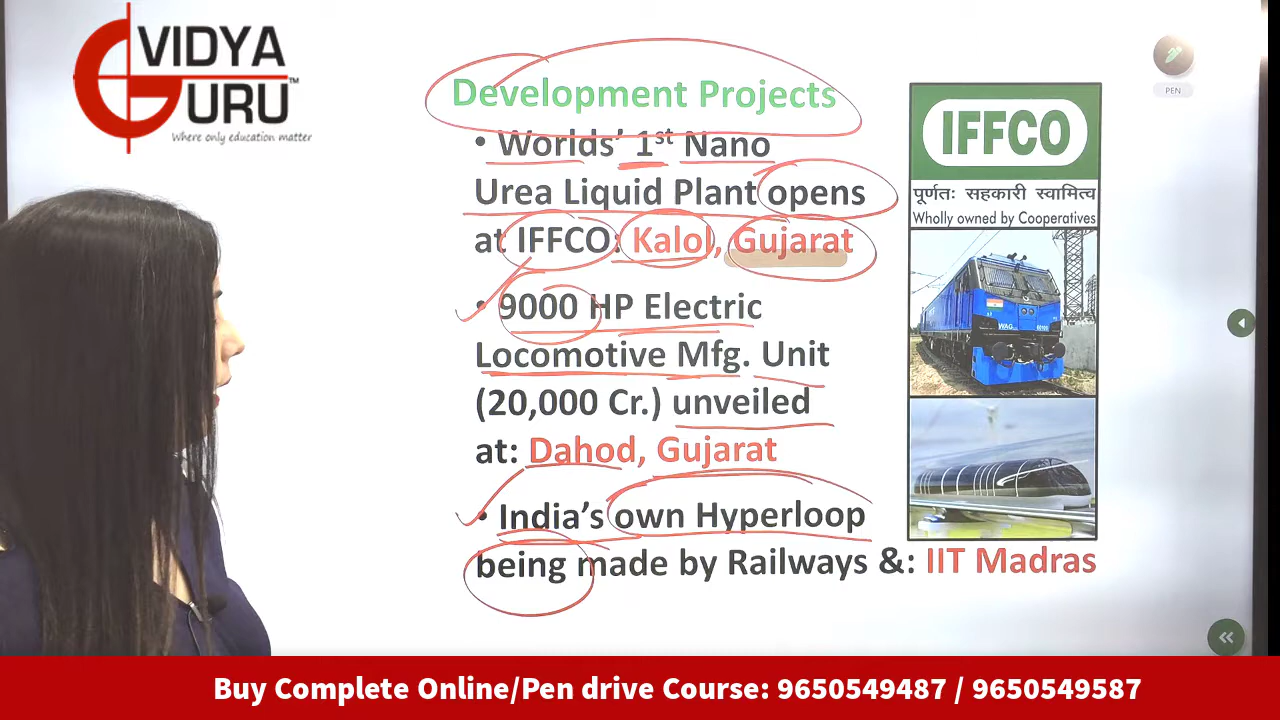 VIDYA
GURU™
Where only education matter
Development Projects
• Worlds’ 1st Nano
Urea Liquid Plant opens
at IFFCO: Kalol, Gujarat
• 9000 HP Electric
Locomotive Mfg. Unit
(20,000 Cr.) unveiled
at: Dahod, Gujarat
• India’s own Hyperloop
being made by Railways &: IIT Madras
IFFCO
पूर्णतः सहकारी स्वामित्व
Wholly owned by Cooperatives
WAG
PEN
Buy Complete Online/Pen drive Course: 9650549487 / 9650549587